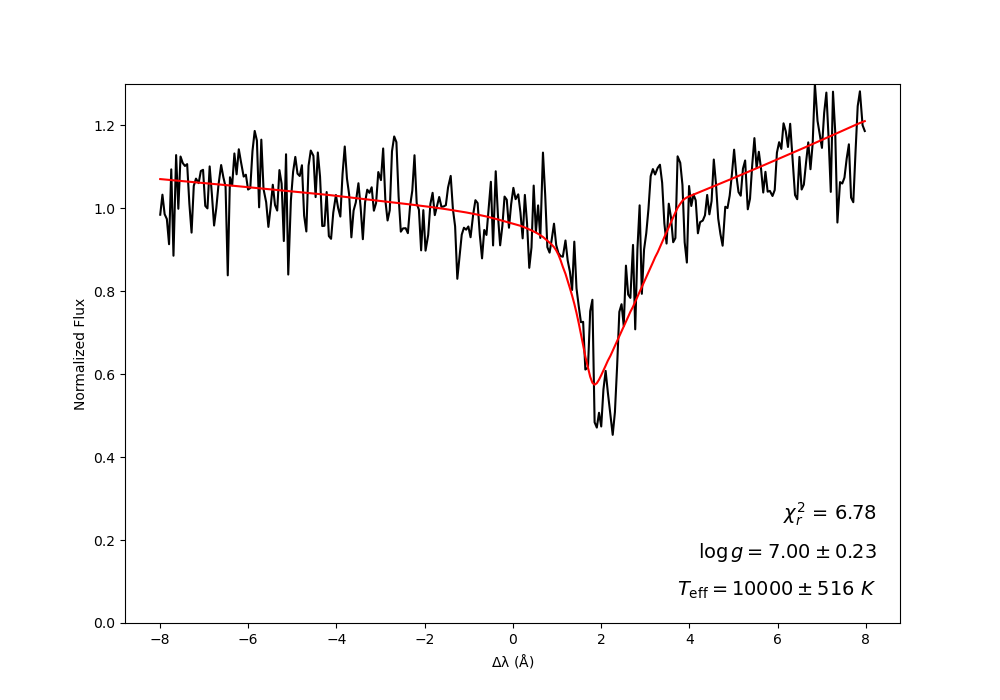 1.2
1.0
0.8
0.6
0.4
0.2
0.0
Normalized Flux
χ²ᵣ = 6.78
log g = 7.00 ± 0.23
T_eff = 10000 ± 516 K
−8 −6 −4 −2 0 2 4 6 8
Δλ (Å)